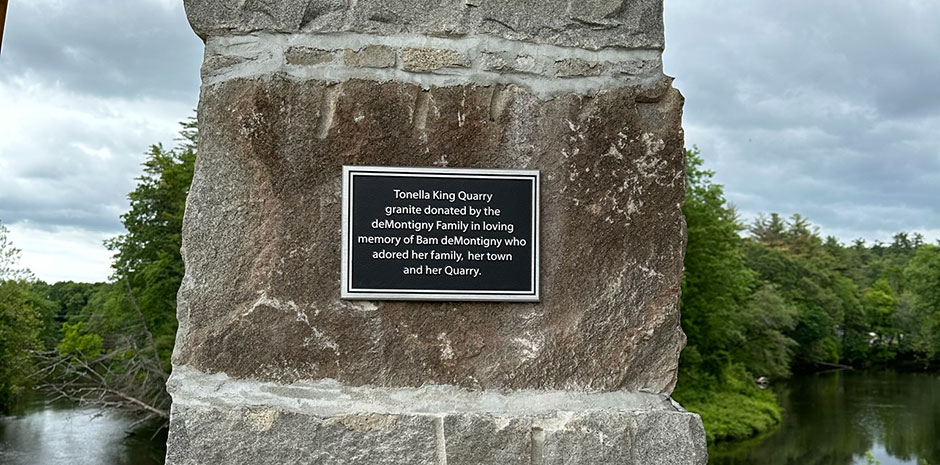 Tonella King Quarry
granite donated by the
deMontigny Family in loving
memory of Bam deMontigny who
adored her family, her town
and her Quarry.